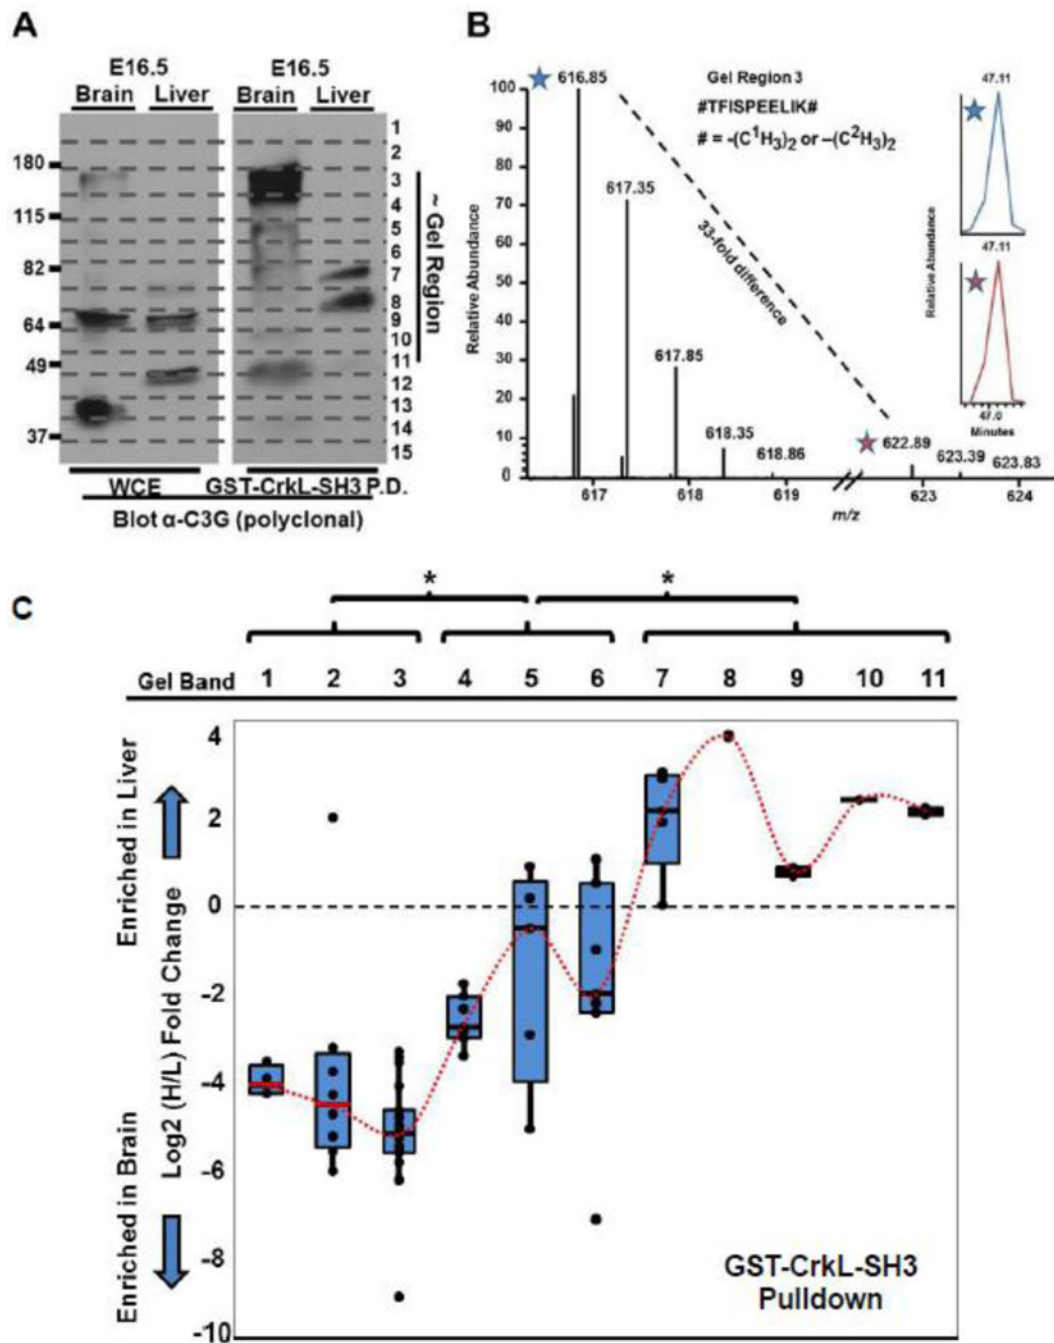 A
E16.5
E16.5
Brain Liver Brain Liver
180
115
82
64
49
37
1
2
3
4
5
6
7
8
9
10
11
12
13
14
15
~ Gel Region
WCE GST-CrkL-SH3 P.D.
Blot α-C3G (polyclonal)
B
616.85
Gel Region 3
#TFISPEELIK#
# = -(C¹H₃)₂ or –(C²H₃)₂
617.35
33-fold difference
617.85
618.35
618.86
622.89
623.39
623.83
100
90
80
70
60
50
40
30
20
10
0
Relative Abundance
617 618 619 623 624
m/z
47.11
47.11
Relative Abundance
47.0
Minutes
C
* *
Gel Band 1 2 3 4 5 6 7 8 9 10 11
Enriched in Liver
Enriched in Brain
Log2 (H/L) Fold Change
4
2
0
-2
-4
-6
-8
-10
GST-CrkL-SH3
Pulldown